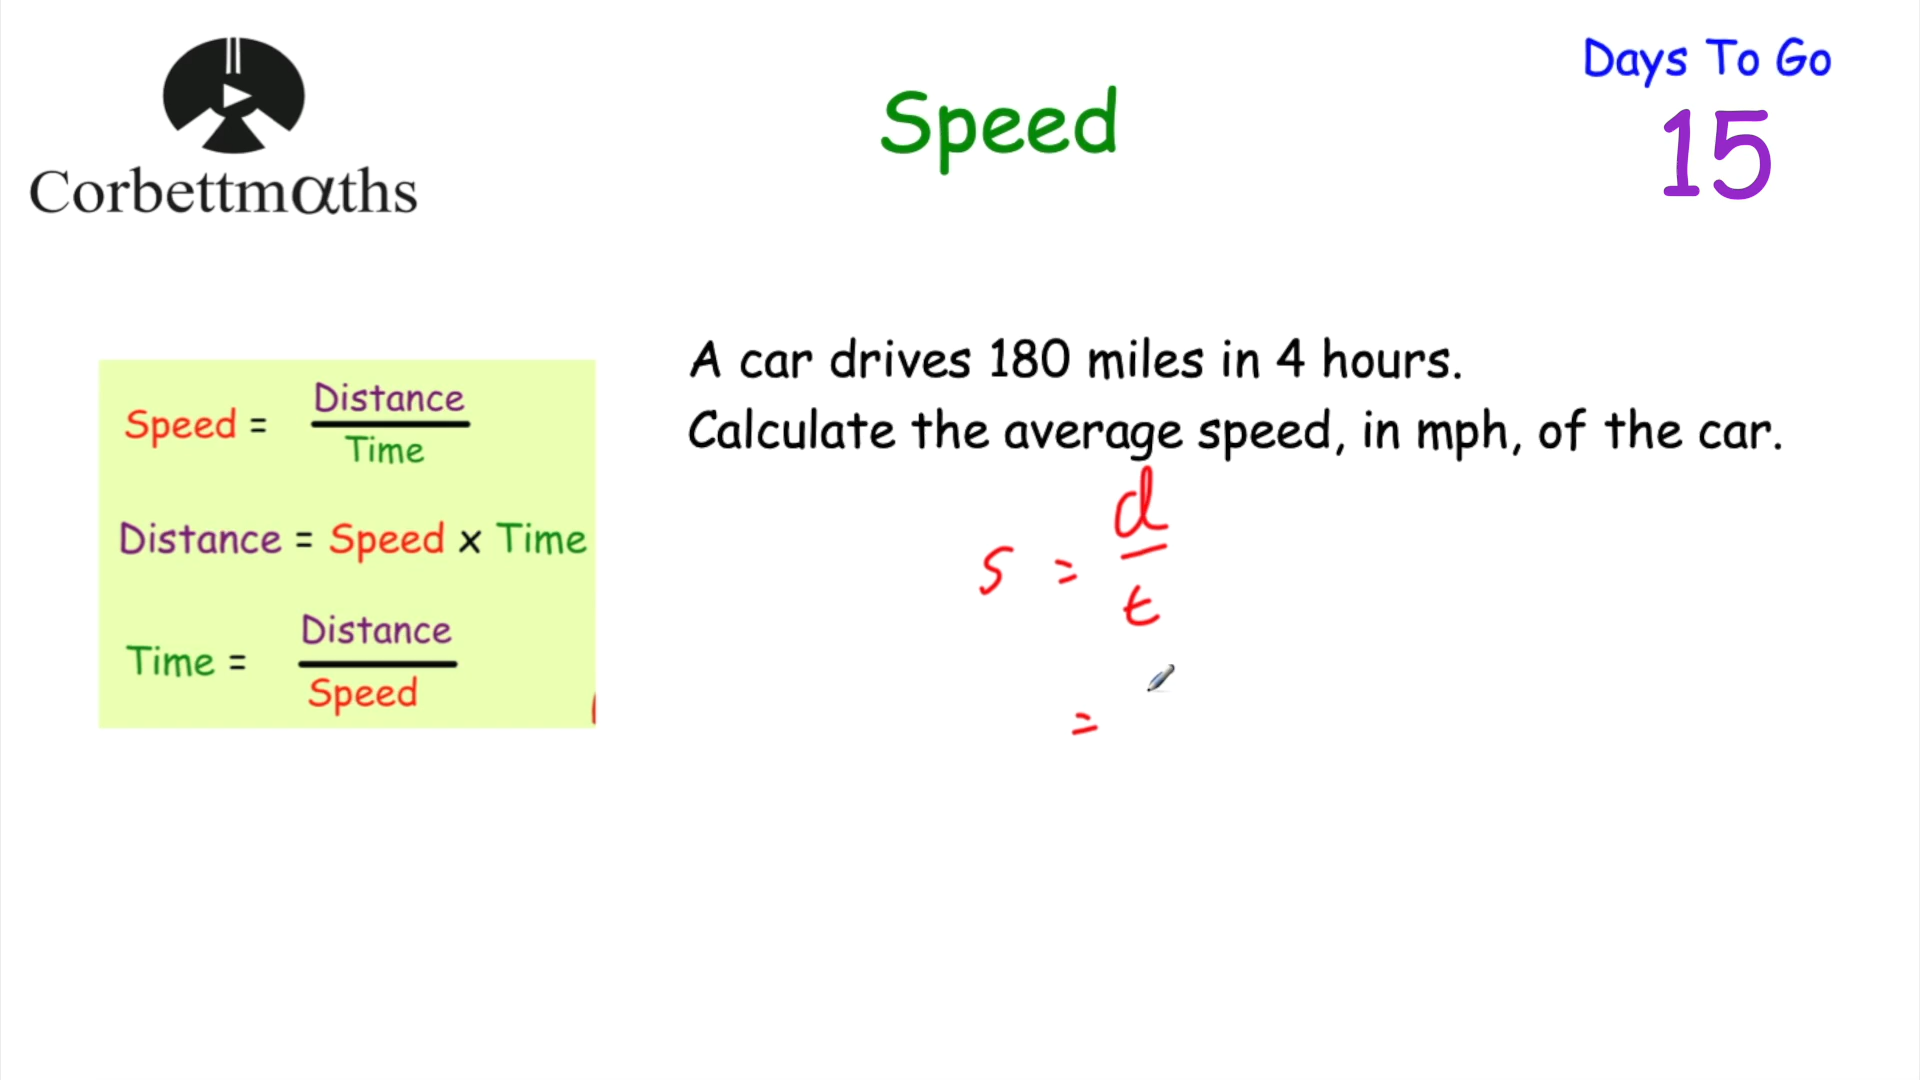 Corbettmαths
Speed
Days To Go
15
Speed = Distance
Time
Distance = Speed x Time
Time = Distance
Speed
A car drives 180 miles in 4 hours.
Calculate the average speed, in mph, of the car.
s = d
t
=